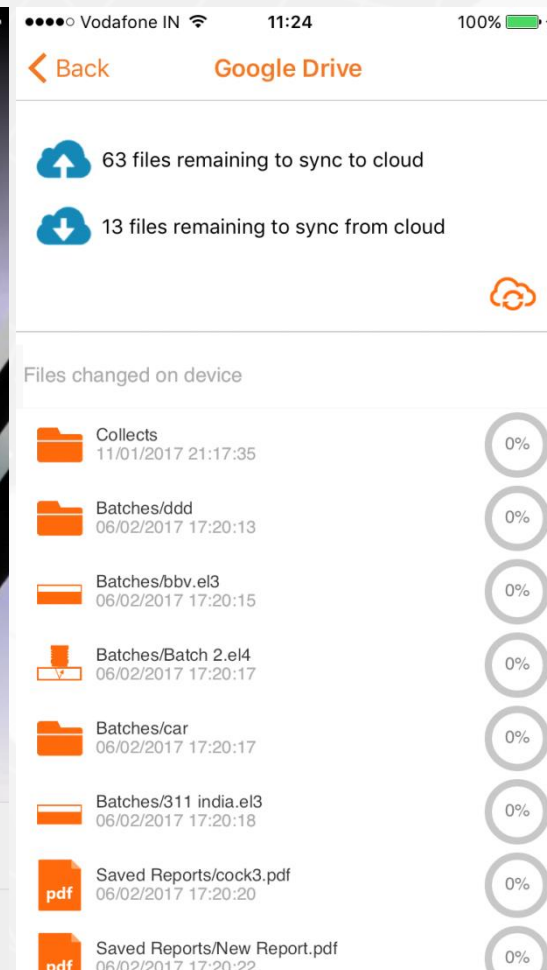 Vodafone IN 11:24 100%
Back Google Drive
63 files remaining to sync to cloud
13 files remaining to sync from cloud
Files changed on device
Collects
11/01/2017 21:17:35
0%
Batches/ddd
06/02/2017 17:20:13
0%
Batches/bbv.el3
06/02/2017 17:20:15
0%
Batches/Batch 2.el4
06/02/2017 17:20:17
0%
Batches/car
06/02/2017 17:20:17
0%
Batches/311 india.el3
06/02/2017 17:20:18
0%
pdf
Saved Reports/cock3.pdf
06/02/2017 17:20:20
0%
pdf
Saved Reports/New Report.pdf
06/02/2017 17:20:22
0%